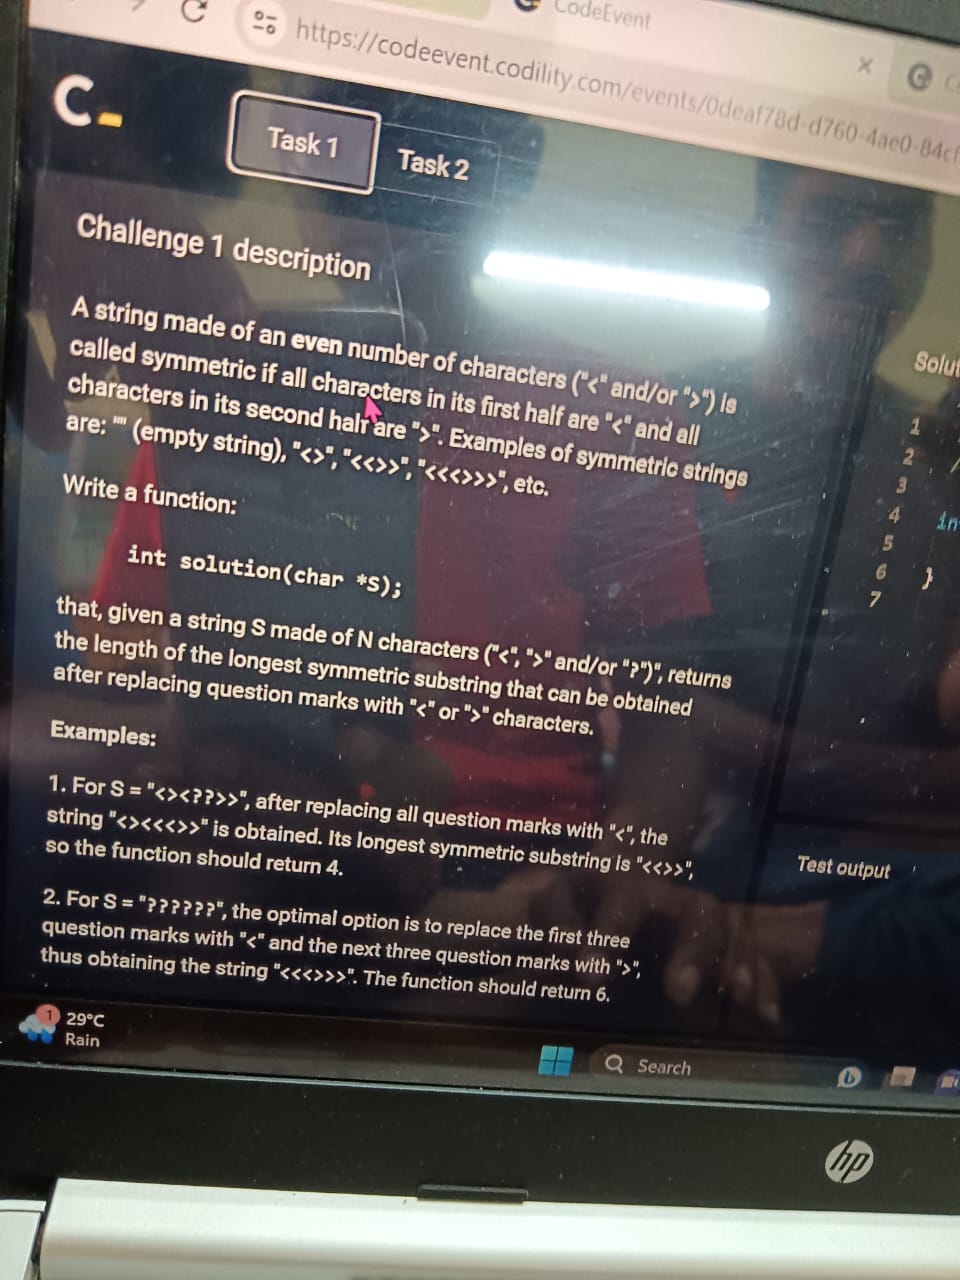 CodeEvent
https://codeevent.codility.com/events/0deaf78d-d760-4ae0-84cf
Task 1
Task 2
Challenge 1 description
A string made of an even number of characters ("<" and/or ">") is
called symmetric if all characters in its first half are "<" and all
characters in its second half are ">". Examples of symmetric strings
are: "" (empty string), "<>", "<<>>", "<<<>>>", etc.
Write a function:
int solution(char *S);
that, given a string S made of N characters ("<", ">" and/or "?")", returns
the length of the longest symmetric substring that can be obtained
after replacing question marks with "<" or ">" characters.
Examples:
1. For S = "<><??>>", after replacing all question marks with "<", the
string "<><<<>>" is obtained. Its longest symmetric substring is "<<>>",
so the function should return 4.
2. For S = "??????", the optimal option is to replace the first three
question marks with "<" and the next three question marks with ">",
thus obtaining the string "<<<>>>". The function should return 6.
Solut
1
2 /
3
4 in
5
6 }
7
Test output
1
29°C
Rain
Search
hp